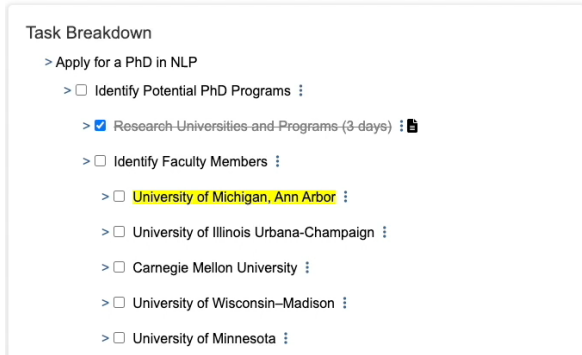 Task Breakdown
> Apply for a PhD in NLP
> Identify Potential PhD Programs
> Research Universities and Programs (3 days)
> Identify Faculty Members
> University of Michigan, Ann Arbor
> University of Illinois Urbana-Champaign
> Carnegie Mellon University
> University of Wisconsin–Madison
> University of Minnesota